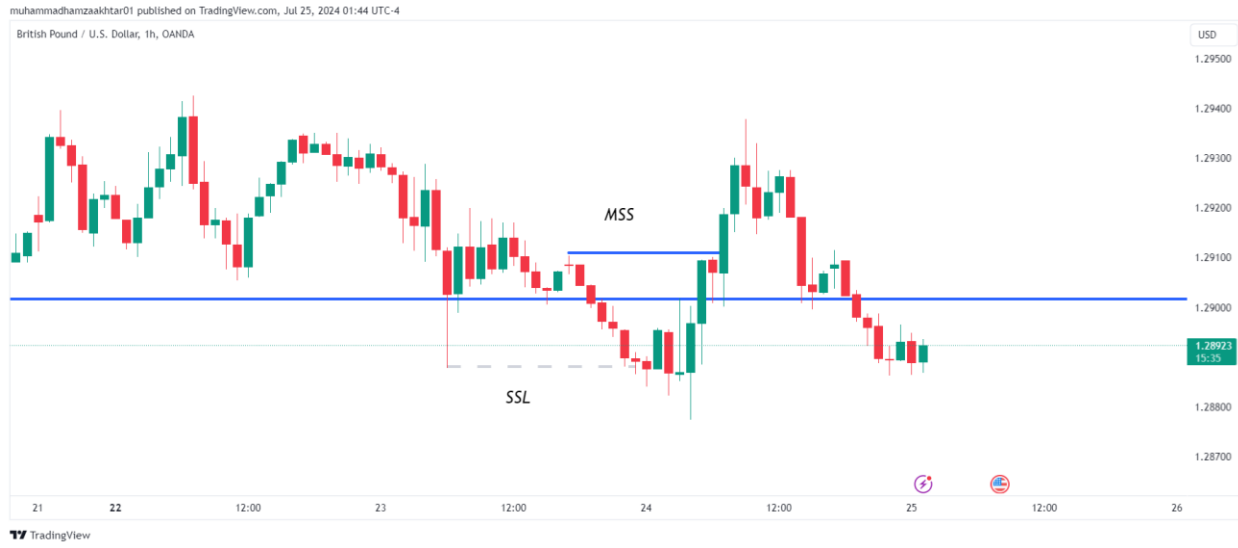 muhammadhamzaakhtar01 published on TradingView.com, Jul 25, 2024 01:44 UTC-4
British Pound / U.S. Dollar, 1h, OANDA
USD
1.29500
1.29400
1.29300
MSS
1.29200
1.29100
1.29000
1.28923
15:35
SSL
1.28800
1.28700
21 22 12:00 23 12:00 24 12:00 25 12:00 26
TradingView